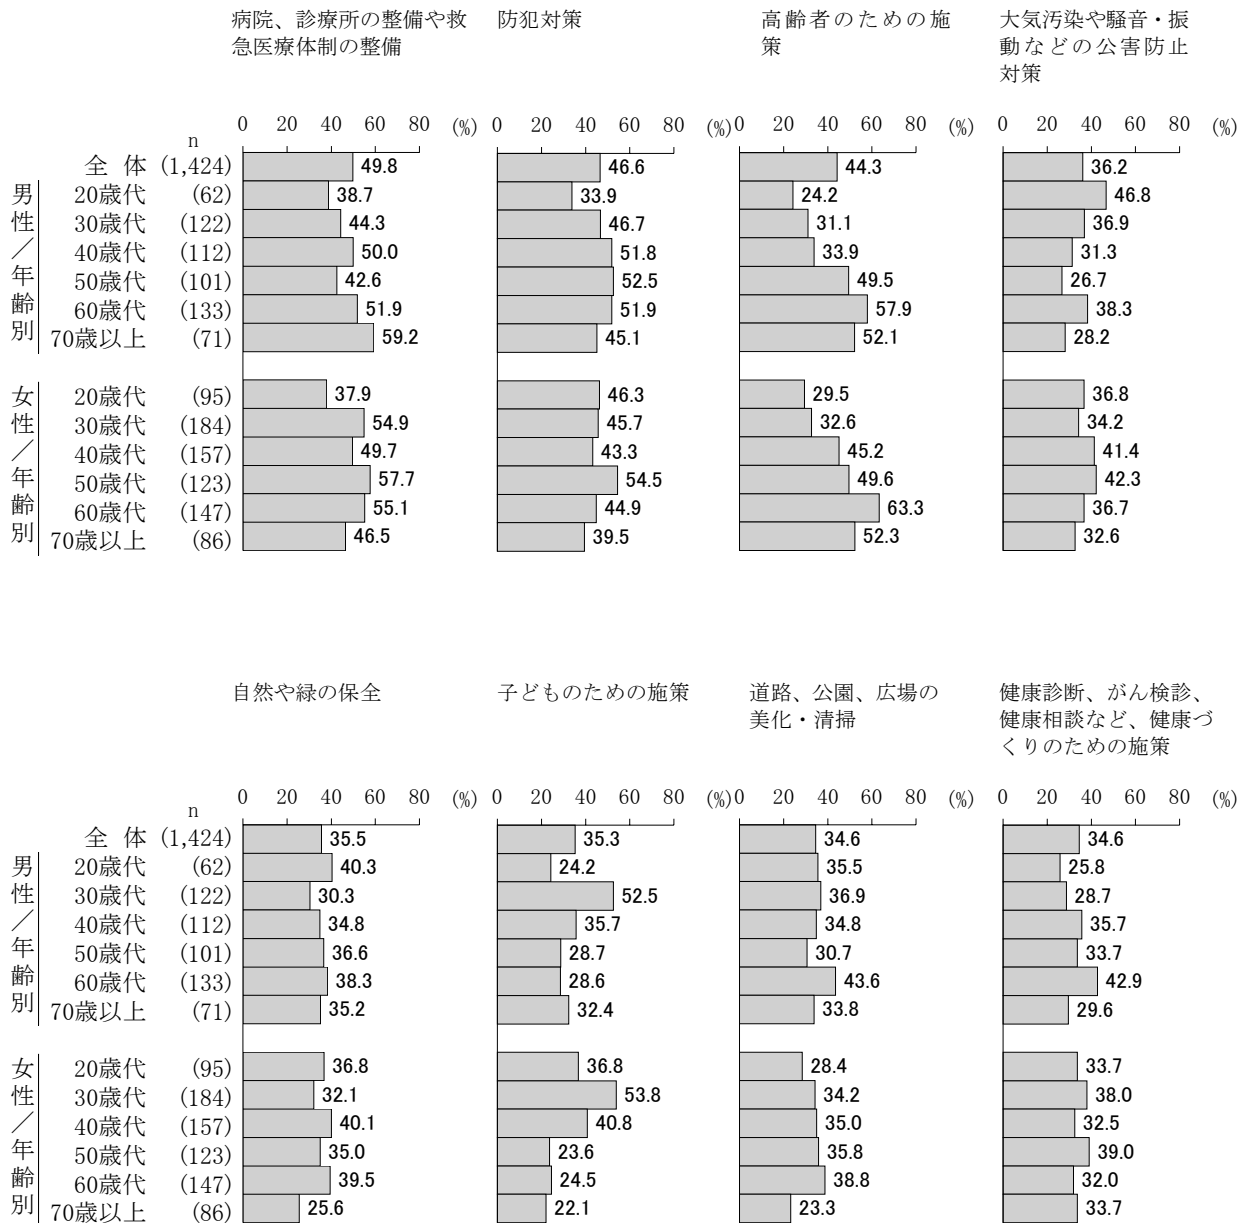 病院、診療所の整備や救
急医療体制の整備
防犯対策
高齢者のための施
策
大気汚染や騒音・振
動などの公害防止
対策
n
0 20 40 60 80 (%)
0 20 40 60 80 (%)
0 20 40 60 80 (%)
0 20 40 60 80 (%)
全 体 (1,424) 49.8 46.6 44.3 36.2
男性／年齢別
20歳代 (62) 38.7 33.9 24.2 46.8
30歳代 (122) 44.3 46.7 31.1 36.9
40歳代 (112) 50.0 51.8 33.9 31.3
50歳代 (101) 42.6 52.5 49.5 26.7
60歳代 (133) 51.9 51.9 57.9 38.3
70歳以上 (71) 59.2 45.1 52.1 28.2
女性／年齢別
20歳代 (95) 37.9 46.3 29.5 36.8
30歳代 (184) 54.9 45.7 32.6 34.2
40歳代 (157) 49.7 43.3 45.2 41.4
50歳代 (123) 57.7 54.5 49.6 42.3
60歳代 (147) 55.1 44.9 63.3 36.7
70歳以上 (86) 46.5 39.5 52.3 32.6
自然や緑の保全
子どものための施策
道路、公園、広場の
美化・清掃
健康診断、がん検診、
健康相談など、健康づ
くりのための施策
n
0 20 40 60 80 (%)
0 20 40 60 80 (%)
0 20 40 60 80 (%)
0 20 40 60 80 (%)
全 体 (1,424) 35.5 35.3 34.6 34.6
男性／年齢別
20歳代 (62) 40.3 24.2 35.5 25.8
30歳代 (122) 30.3 52.5 36.9 28.7
40歳代 (112) 34.8 35.7 34.8 35.7
50歳代 (101) 36.6 28.7 30.7 33.7
60歳代 (133) 38.3 28.6 43.6 42.9
70歳以上 (71) 35.2 32.4 33.8 29.6
女性／年齢別
20歳代 (95) 36.8 36.8 28.4 33.7
30歳代 (184) 32.1 53.8 34.2 38.0
40歳代 (157) 40.1 40.8 35.0 32.5
50歳代 (123) 35.0 23.6 35.8 39.0
60歳代 (147) 39.5 24.5 38.8 32.0
70歳以上 (86) 25.6 22.1 23.3 33.7